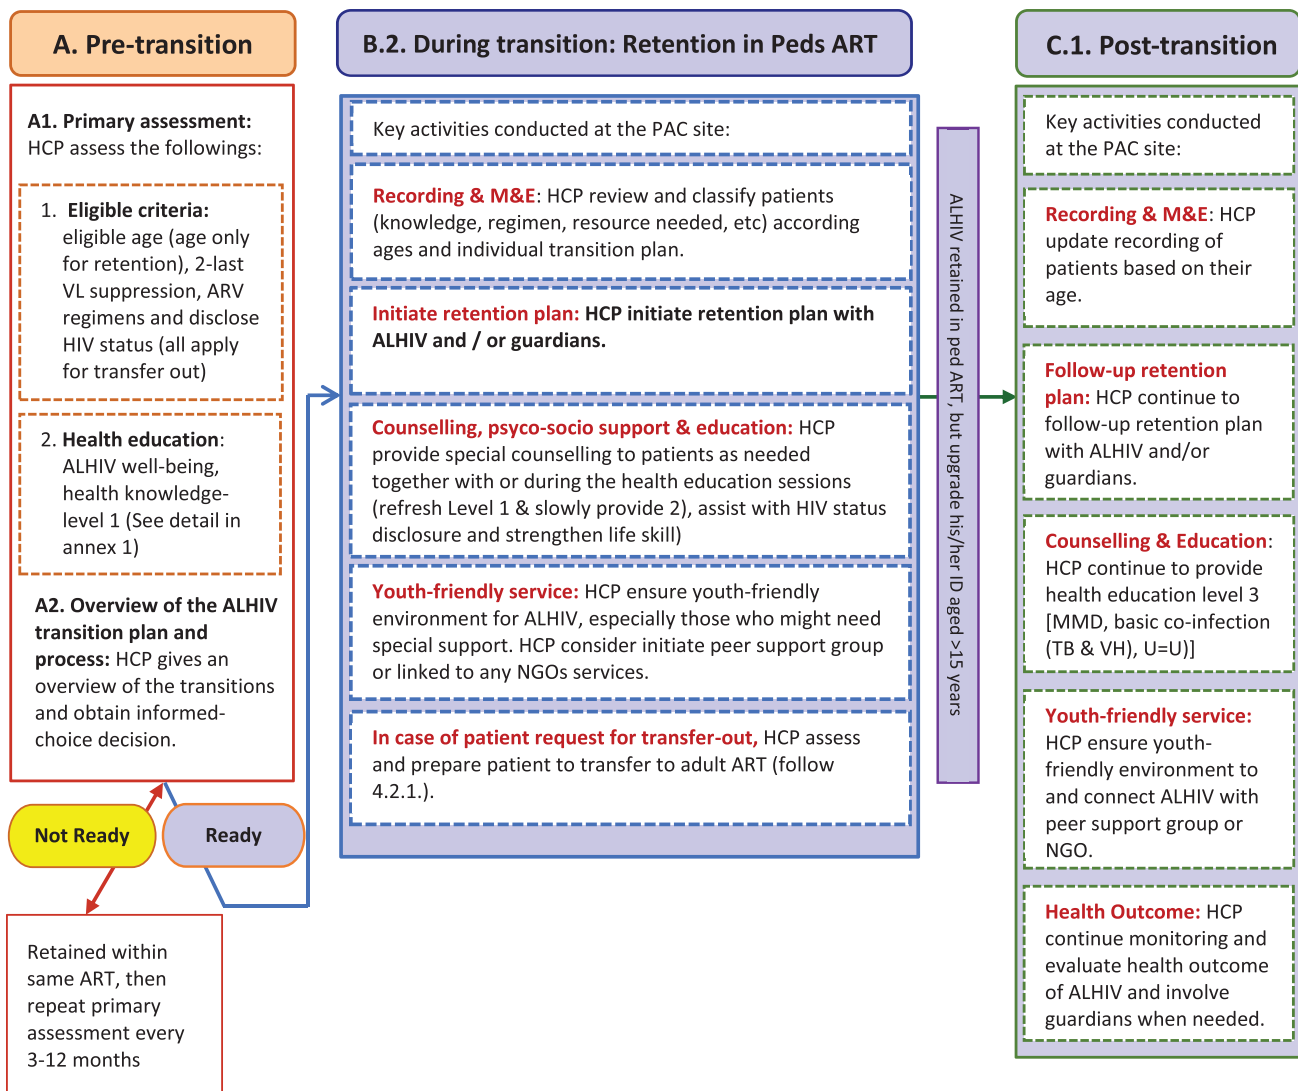 A. Pre-transition
A1. Primary assessment:
HCP assess the followings:
1. Eligible criteria:
eligible age (age only
for retention), 2-last
VL suppression, ARV
regimens and disclose
HIV status (all apply
for transfer out)
2. Health education:
ALHIV well-being,
health knowledge-
level 1 (See detail in
annex 1)
A2. Overview of the ALHIV
transition plan and
process: HCP gives an
overview of the transitions
and obtain informed-
choice decision.
Not Ready
Ready
Retained within
same ART, then
repeat primary
assessment every
3-12 months
B.2. During transition: Retention in Peds ART
Key activities conducted at the PAC site:
Recording & M&E: HCP review and classify patients
(knowledge, regimen, resource needed, etc) according
ages and individual transition plan.
Initiate retention plan: HCP initiate retention plan with
ALHIV and / or guardians.
Counselling, psyco-socio support & education: HCP
provide special counselling to patients as needed
together with or during the health education sessions
(refresh Level 1 & slowly provide 2), assist with HIV status
disclosure and strengthen life skill)
Youth-friendly service: HCP ensure youth-friendly
environment for ALHIV, especially those who might need
special support. HCP consider initiate peer support group
or linked to any NGOs services.
In case of patient request for transfer-out, HCP assess
and prepare patient to transfer to adult ART (follow
4.2.1.).
ALHIV retained in ped ART, but upgrade his/her ID aged >15 years
C.1. Post-transition
Key activities conducted
at the PAC site:
Recording & M&E: HCP
update recording of
patients based on their
age.
Follow-up retention
plan: HCP continue to
follow-up retention plan
with ALHIV and/or
guardians.
Counselling & Education:
HCP continue to provide
health education level 3
[MMD, basic co-infection
(TB & VH), U=U)]
Youth-friendly service:
HCP ensure youth-
friendly environment to
and connect ALHIV with
peer support group or
NGO.
Health Outcome: HCP
continue monitoring and
evaluate health outcome
of ALHIV and involve
guardians when needed.